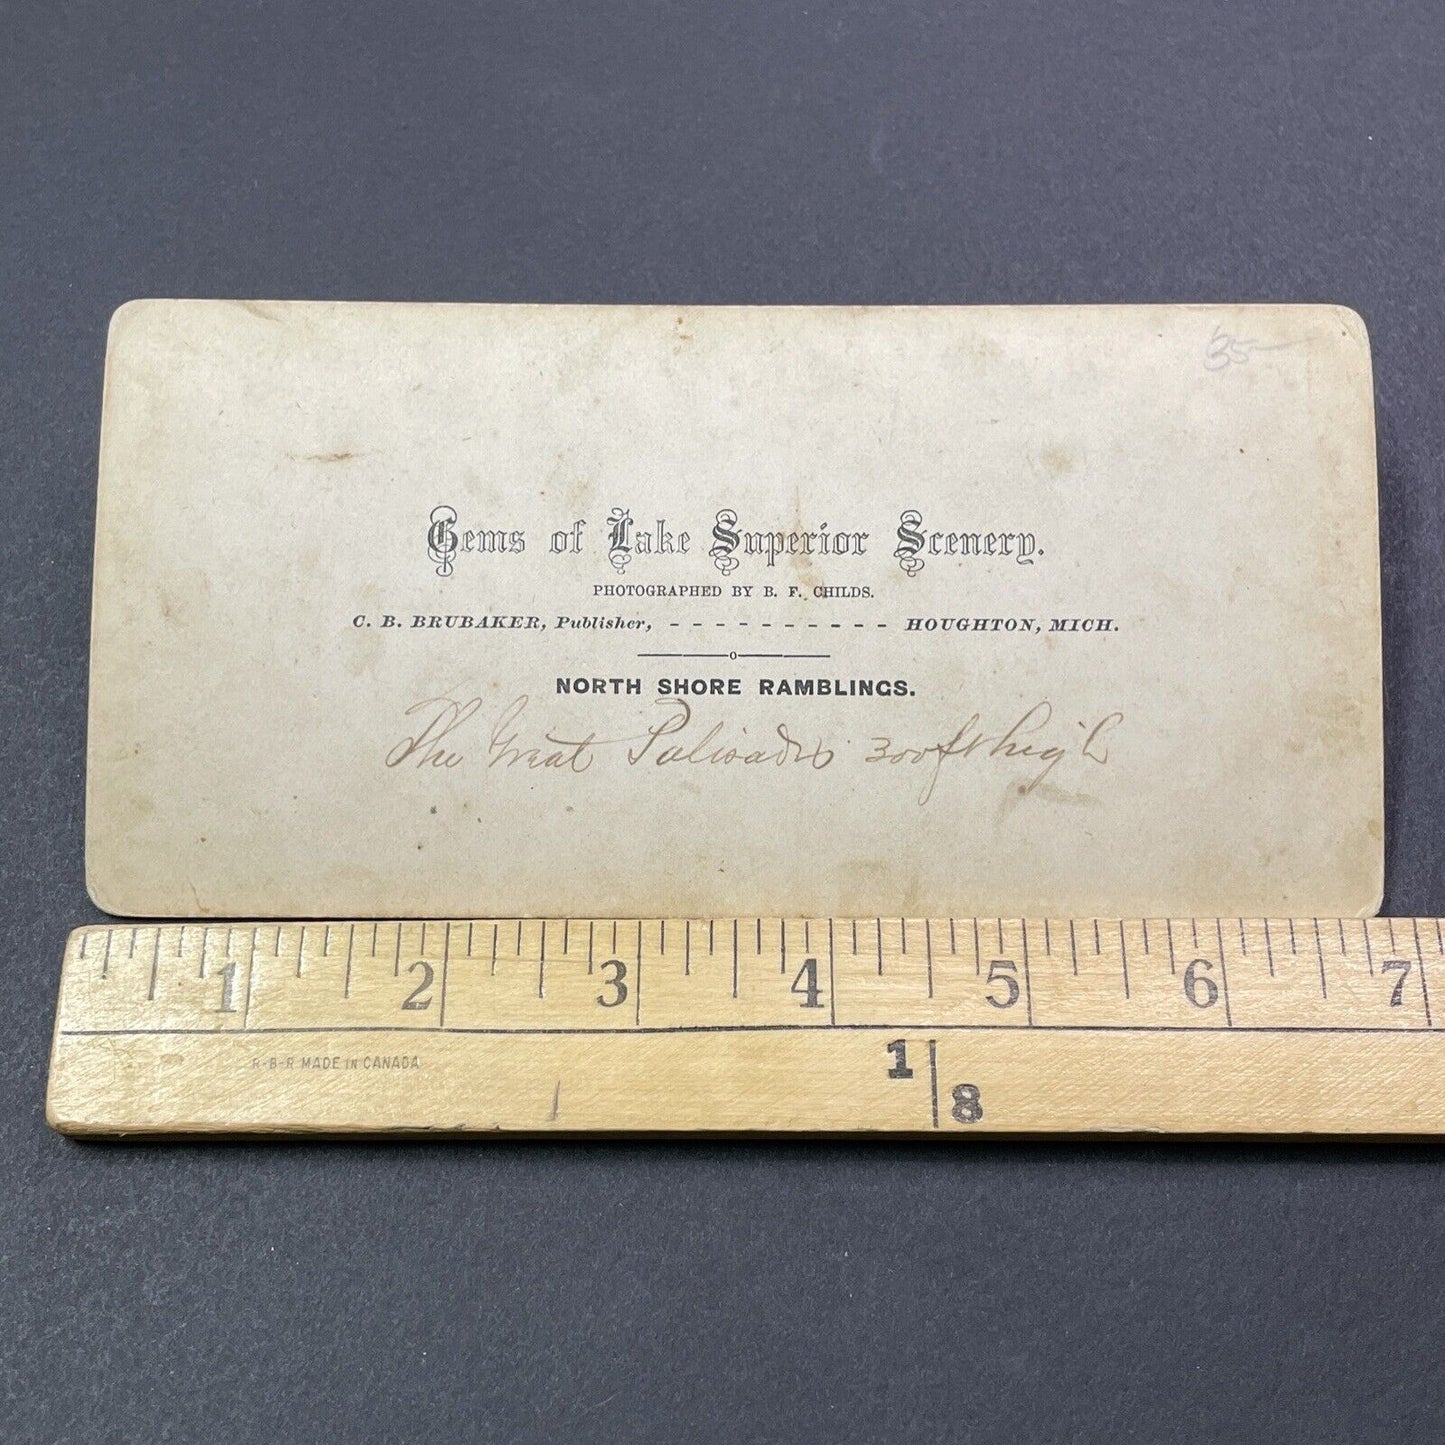 35-
Gems of Lake Superior Scenery.
PHOTOGRAPHED BY B. F. CHILDS.
C. B. BRUBAKER, Publisher, - - - - - - - - - - HOUGHTON, MICH.
NORTH SHORE RAMBLINGS.
The Great Palisades 300 ft high
1 2 3 4 5 6 7
R-B-R MADE IN CANADA
1 8